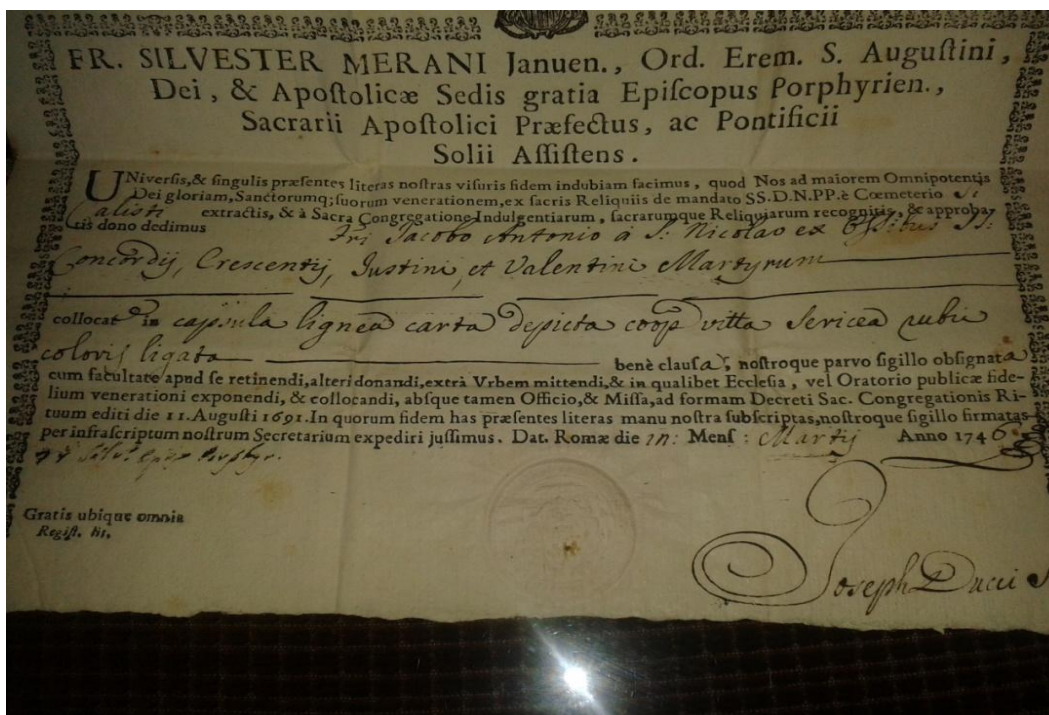 FR. SILVESTER MERANI Januen., Ord. Erem. S. Auguſtini,
Dei, & Apoſtolicæ Sedis gratia Epiſcopus Porphyrien.,
Sacrarii Apoſtolici Præfectus, ac Pontificii
Solii Aſſiſtens.
UNiverſis, & ſingulis præſentes literas noſtras viſuris fidem indubiam facimus, quod Nos ad maiorem Omnipotentis
Dei gloriam, Sanctorumq; ſuorum venerationem, ex ſacris Reliquiis de mandato SS.D.N.PP. è Cœmeterio S.
Calisti extractis, & à Sacra Congregatione Indulgentiarum, ſacrarumque Reliquiarum recognitis, & approba-
tis dono dedimus Fri Jacobo Antonio à S. Nicolao ex Ossibus SS.
Concordij, Crescentij, Justini, et Valentini Martyrum
collocat in capsula lignea carta depicta coop vitta sericea rubri
coloris ligata benè clauſa, noſtroque parvo ſigillo obſignata
cum facultate apud ſe retinendi, alteri donandi, extrà Vrbem mittendi, & in qualibet Eccleſia, vel Oratorio publicæ fide-
lium venerationi exponendi, & collocandi, abſque tamen Officio, & Miſſa, ad formam Decreti Sac. Congregationis Ri-
tuum editi die 11. Auguſti 1691. In quorum fidem has præſentes literas manu noſtra ſubſcriptas, noſtroque ſigillo firmatas
per infraſcriptum noſtrum Secretarium expediri juſſimus. Dat. Romæ die Menſ: Martij Anno 1746
Gratis ubique omnia
Regiſt. lit.
Joseph Ducci